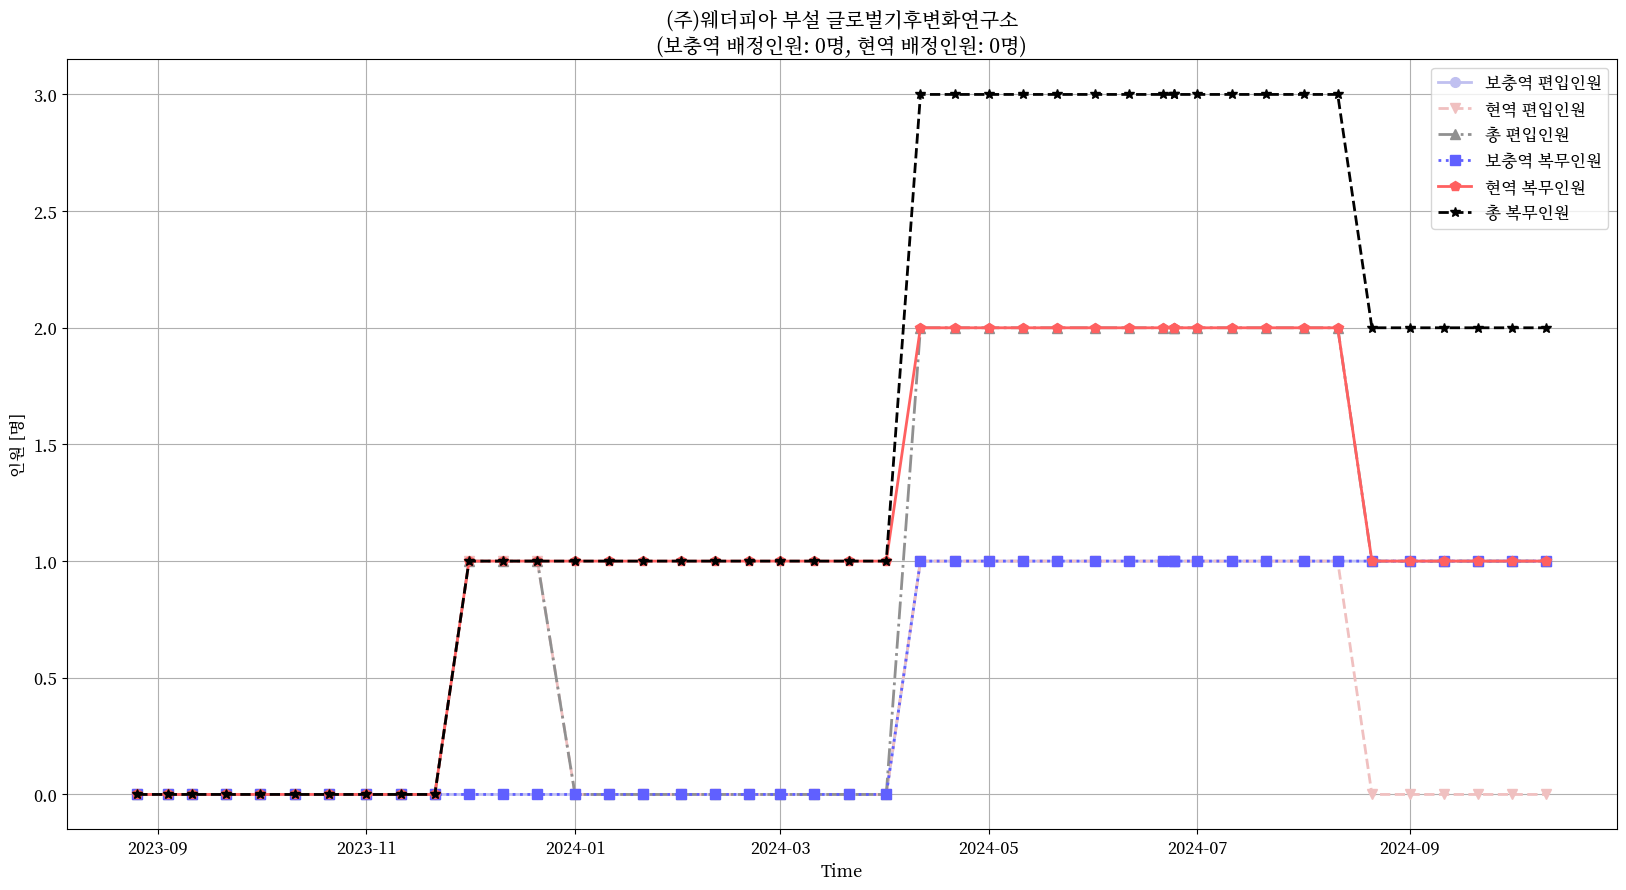 (주)웨더피아 부설 글로벌기후변화연구소
(보충역 배정인원: 0명, 현역 배정인원: 0명)
보충역 편입인원
현역 편입인원
총 편입인원
보충역 복무인원
현역 복무인원
총 복무인원
인원 [명]
3.0
2.5
2.0
1.5
1.0
0.5
0.0
2023-09 2023-11 2024-01 2024-03 2024-05 2024-07 2024-09
Time